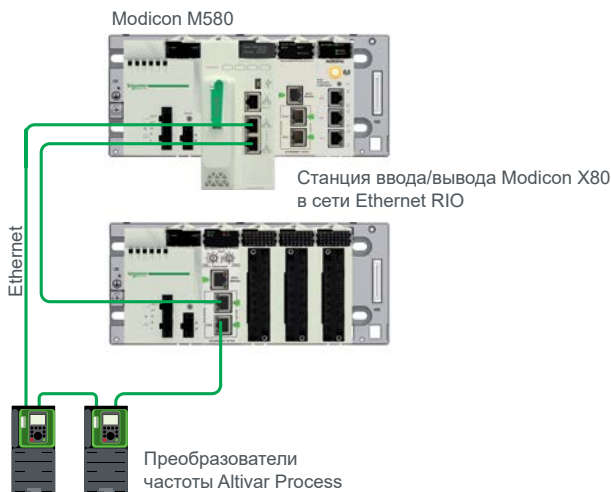 Modicon M580
Станция ввода/вывода Modicon X80
в сети Ethernet RIO
Ethernet
Преобразователи
частоты Altivar Process